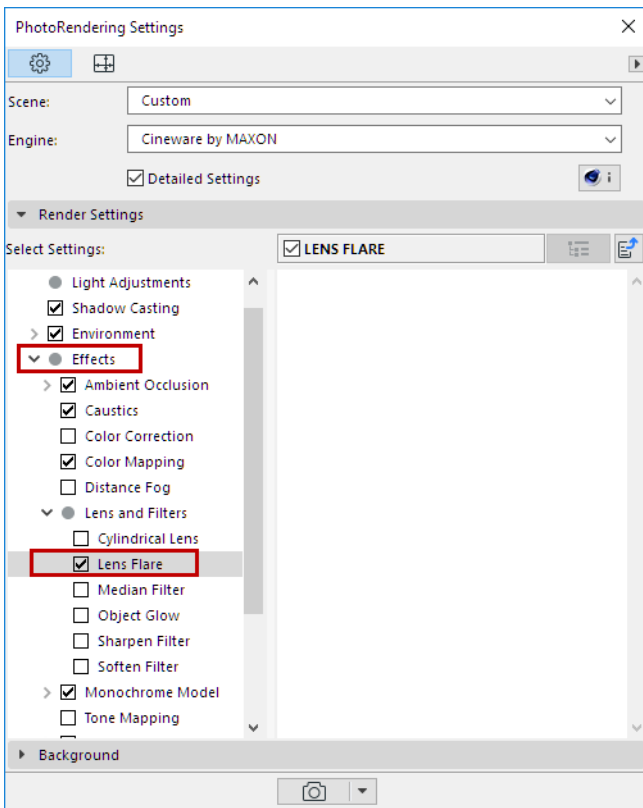 PhotoRendering Settings
Scene: Custom
Engine: Cineware by MAXON
Detailed Settings
i
Render Settings
Select Settings: LENS FLARE
Light Adjustments
Shadow Casting
Environment
Effects
Ambient Occlusion
Caustics
Color Correction
Color Mapping
Distance Fog
Lens and Filters
Cylindrical Lens
Lens Flare
Median Filter
Object Glow
Sharpen Filter
Soften Filter
Monochrome Model
Tone Mapping
Background